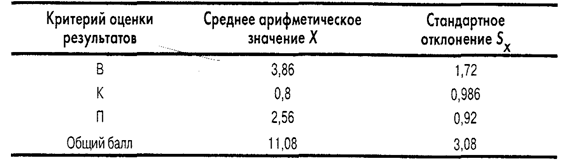 Критерий оценки результатов | Среднее арифметическое значение X | Стандартное отклонение Sx
В | 3,86 | 1,72
К | 0,8 | 0,986
П | 2,56 | 0,92
Общий балл | 11,08 | 3,08